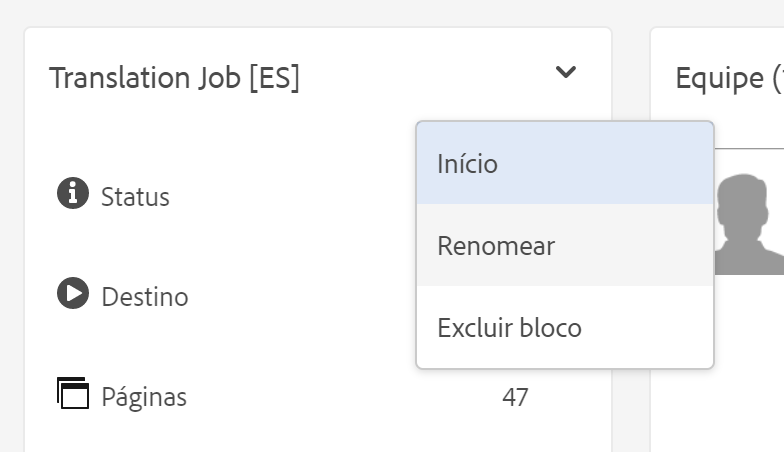 Translation Job [ES]
Equipe (
Início
Status
Renomear
Destino
Excluir bloco
Páginas
47